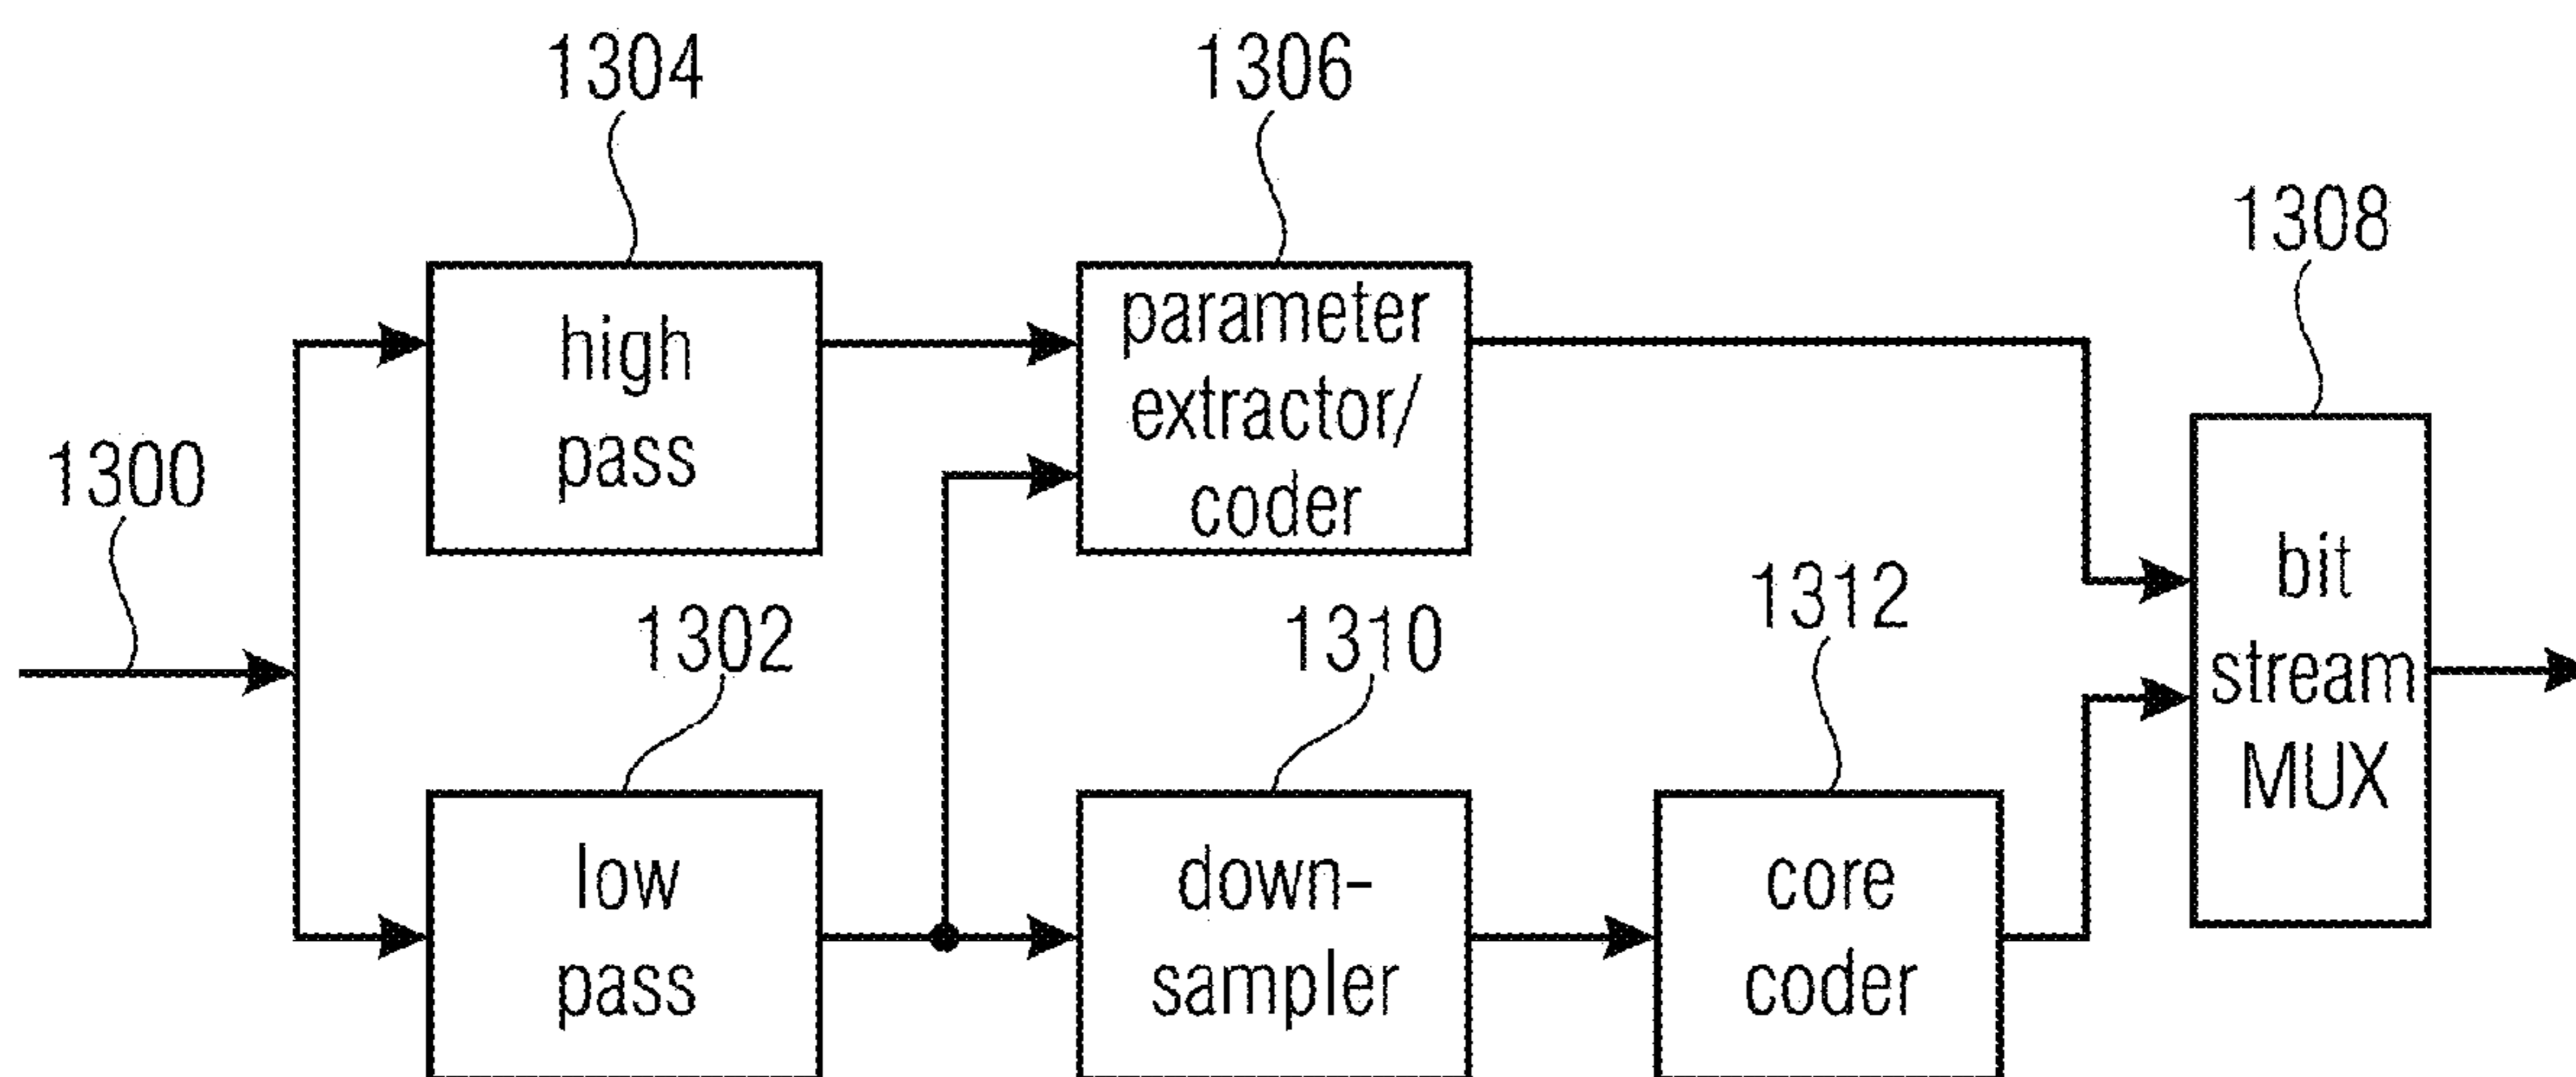 1304
1306
1308
high
pass
parameter
extractor/
coder
1300
bit
stream
MUX
1302
1310
1312
low
pass
down-
sampler
core
coder